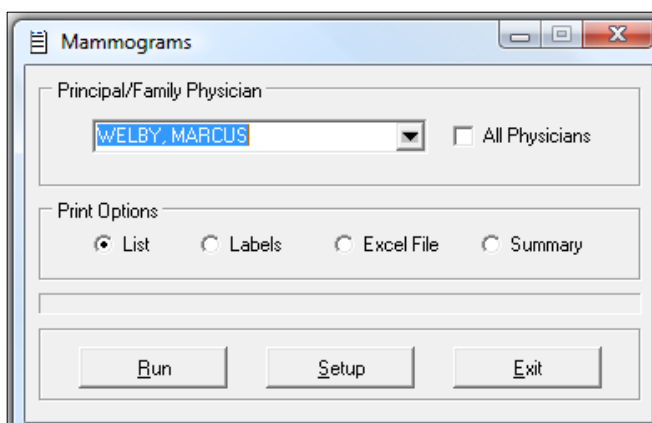 Mammograms
Principal/Family Physician
WELBY, MARCUS
All Physicians
Print Options
List Labels Excel File Summary
Run Setup Exit